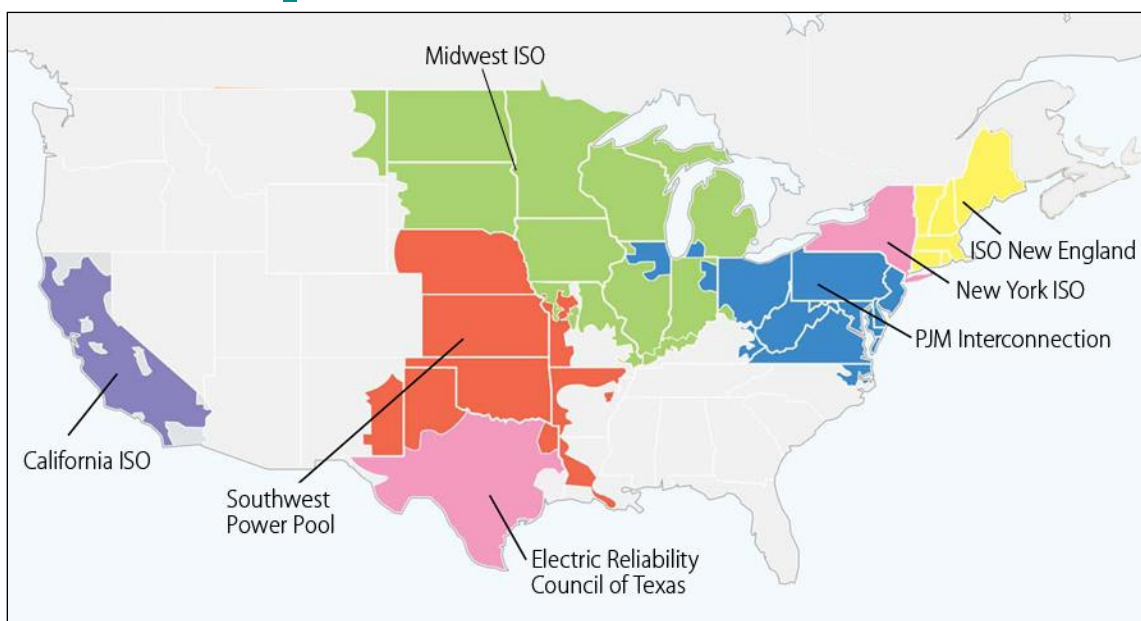 Midwest ISO
ISO New England
New York ISO
PJM Interconnection
California ISO
Southwest
Power Pool
Electric Reliability
Council of Texas